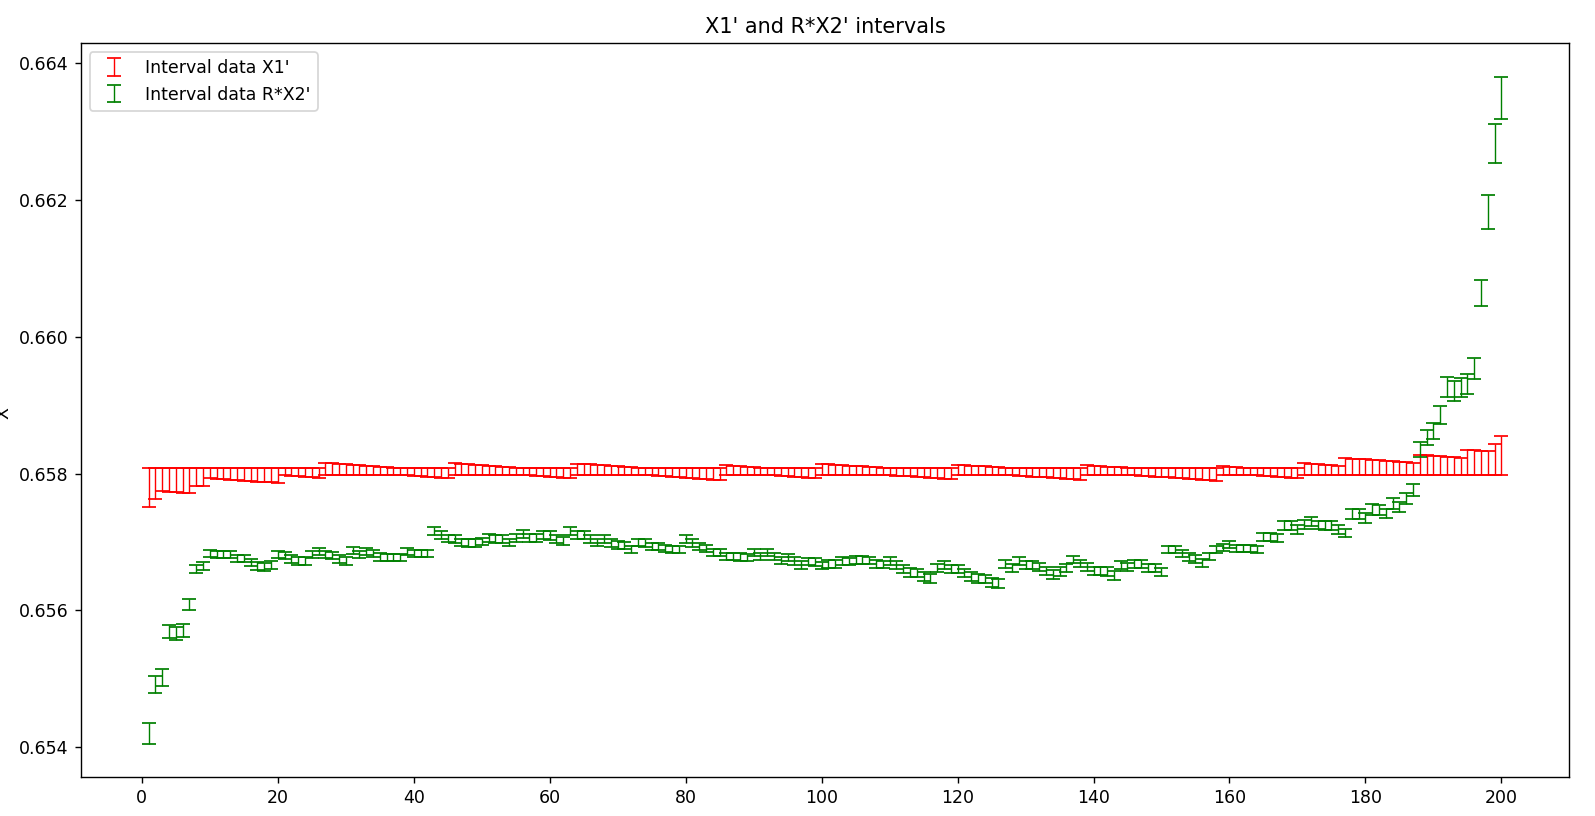 X1' and R*X2' intervals
Interval data X1'
Interval data R*X2'
0.664
0.662
0.660
0.658
0.656
0.654
0 20 40 60 80 100 120 140 160 180 200